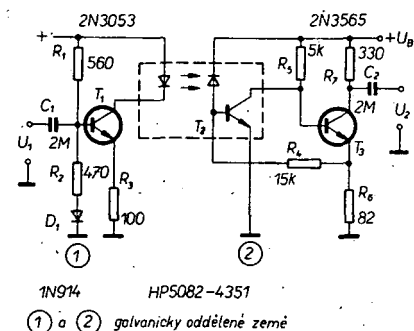 2N3053
2N3565
+
R1
560
R5
5k
R7
330
+UB
C2
C1
T1
T2
2M
2M
T3
U1
U2
R2
470
R3
R4
15k
R6
D1
100
82
1
2
1N914
HP5082-4351
1 a 2 galvanicky oddělené země